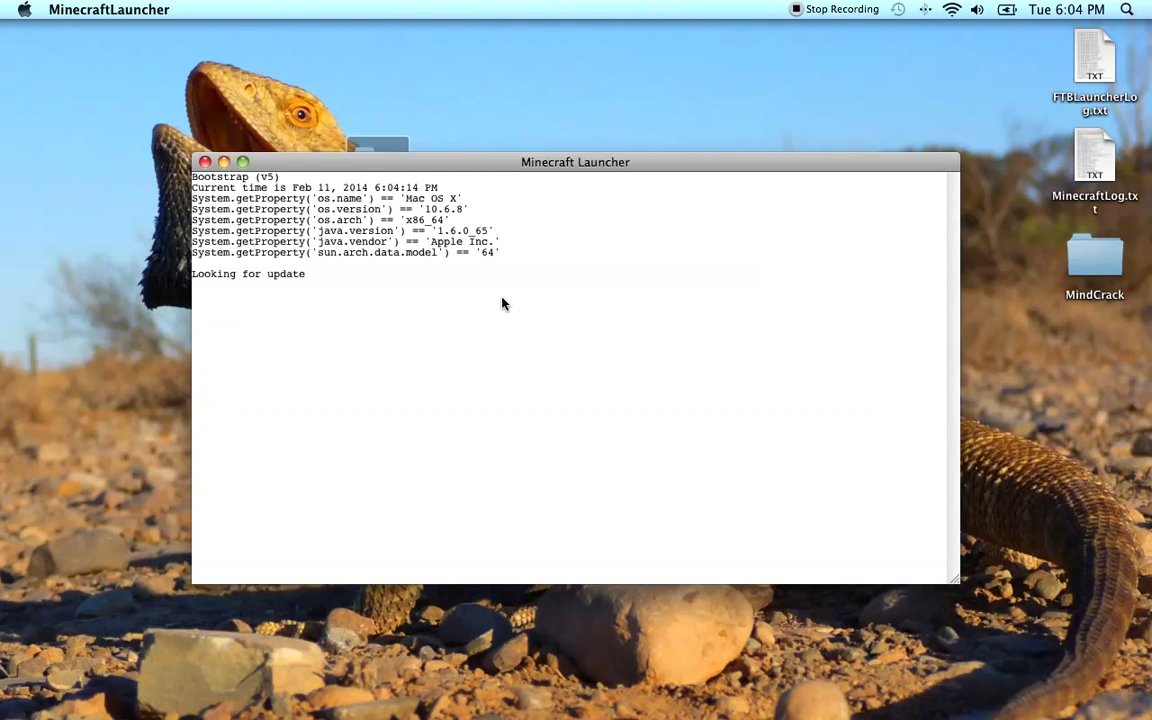 MinecraftLauncher
Stop Recording
Tue 6:04 PM
TXT
FTBLauncherLo
g.txt
TXT
MinecraftLog.tx
t
MindCrack
Minecraft Launcher
Bootstrap (v5)
Current time is Feb 11, 2014 6:04:14 PM
System.getProperty('os.name') == 'Mac OS X'
System.getProperty('os.version') == '10.6.8'
System.getProperty('os.arch') == 'x86_64'
System.getProperty('java.version') == '1.6.0_65'
System.getProperty('java.vendor') == 'Apple Inc.'
System.getProperty('sun.arch.data.model') == '64'
Looking for update